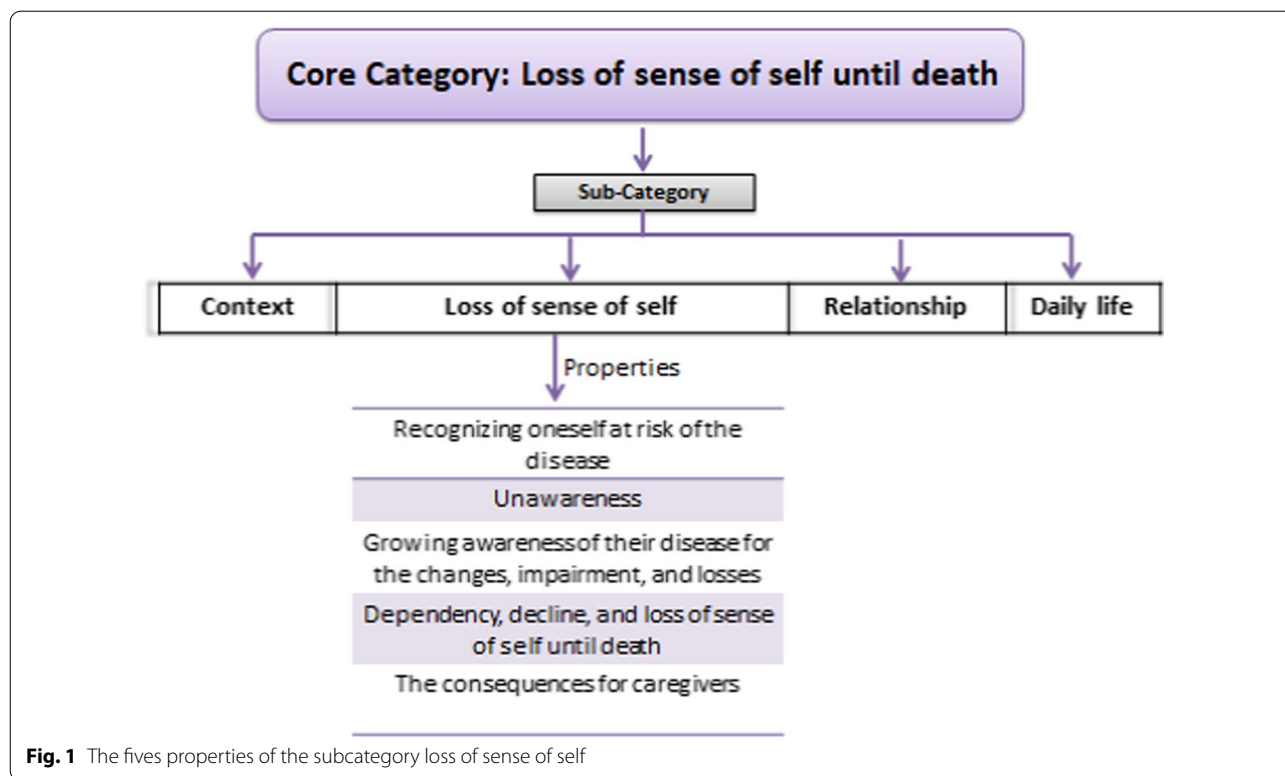 Core Category: Loss of sense of self until death
Sub-Category
Context Loss of sense of self Relationship Daily life
Properties
Recognizing oneself at risk of the
disease
Unawareness
Growing awareness of their disease for
the changes, impairment, and losses
Dependency, decline, and loss of sense
of self until death
The consequences for caregivers
Fig. 1 The fives properties of the subcategory loss of sense of self